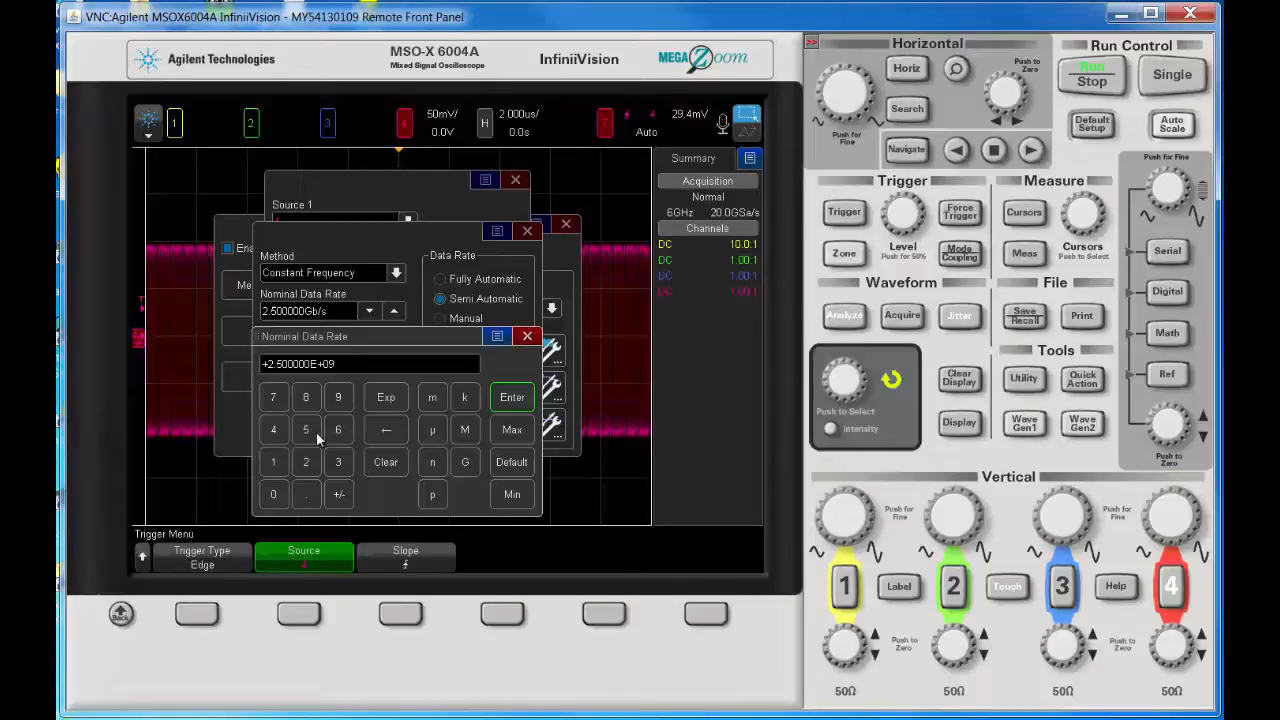 VNC:Agilent MSOX6004A InfiniiVision - MY54130109 Remote Front Panel
Agilent Technologies
MSO-X 6004A
Mixed Signal Oscilloscope
InfiniiVision
MEGA Zoom
1
2
3
4
50mV/
0.0V
H
2.000us/
0.0s
T
4
Auto
29.4mV
Summary
Acquisition
Normal
6GHz 20.0GSa/s
Channels
DC 10.0:1
DC 1.00:1
DC 1.00:1
DC 1.00:1
Source 1
Ena
Me
Method
Constant Frequency
Nominal Data Rate
2.500000Gb/s
Data Rate
Fully Automatic
Semi Automatic
Manual
Nominal Data Rate
+2.500000E+09
7 8 9 Exp m k Enter
4 5 6 ← µ M Max
1 2 3 Clear n G Default
0 . +/- p Min
Trigger Menu
Trigger Type
Edge
Source
4
Slope
Back
>>
Horizontal
Horiz
Push to
Zero
Search
Push for
Fine
Navigate
Run Control
Run
Stop
Single
Default
Setup
Auto
Scale
Trigger
Trigger
Force
Trigger
Zone
Level
Push for 50%
Mode
Coupling
Measure
Cursors
Meas
Cursors
Push to Select
Push for Fine
Waveform
Analyze
Acquire
Jitter
File
Save
Recall
Print
Push to Select
Intensity
Tools
Clear
Display
Utility
Quick
Action
Display
Wave
Gen1
Wave
Gen2
Serial
Digital
Math
Ref
Push to
Zero
Vertical
Push for
Fine
Push for
Fine
1
Label
2
Touch
3
Help
4
Push to
Zero
Push to
Zero
50Ω
50Ω
50Ω
50Ω